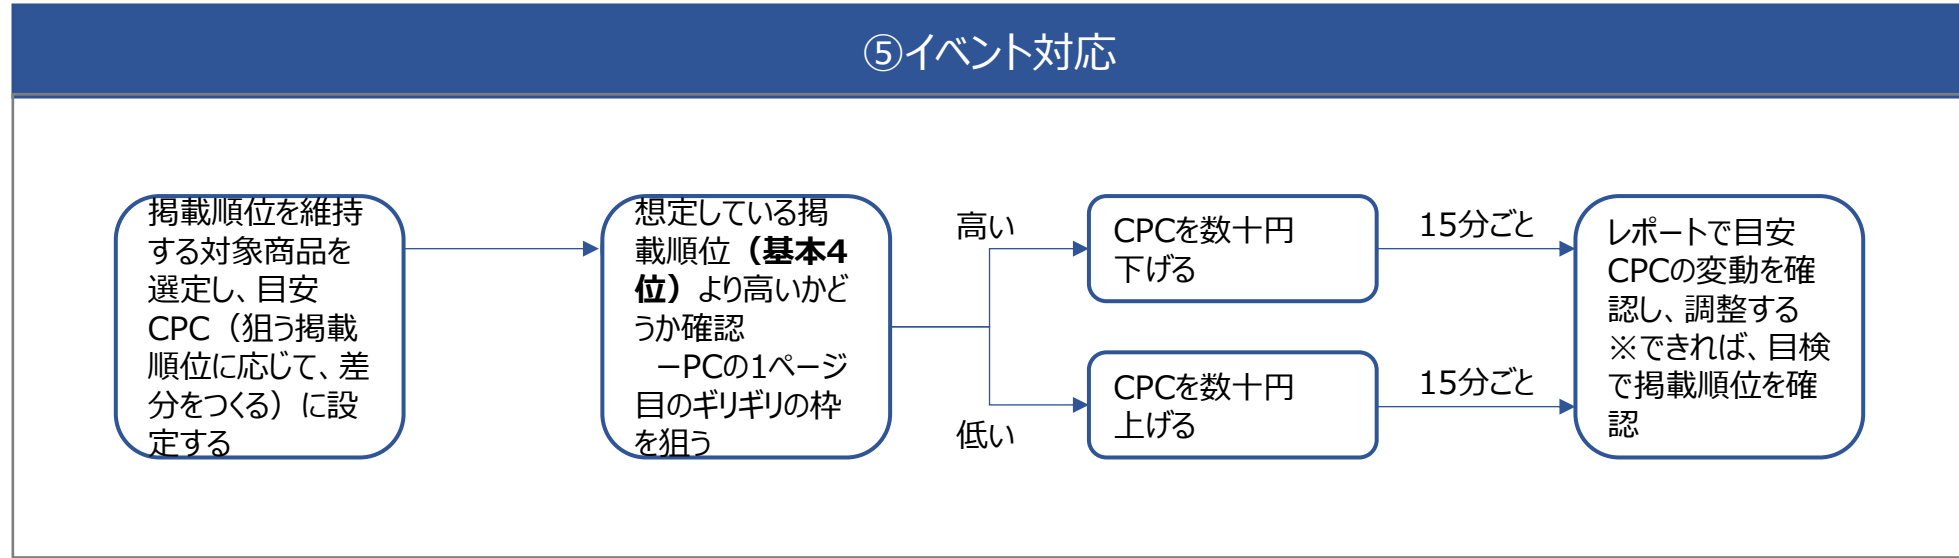 ⑤イベント対応
掲載順位を維持
する対象商品を
選定し、目安
CPC（狙う掲載
順位に応じて、差
分をつくる）に設
定する
想定している掲
載順位（基本4
位）より高いかど
うか確認
－PCの1ページ
目のギリギリの枠
を狙う
高い
低い
CPCを数十円
下げる
CPCを数十円
上げる
15分ごと
15分ごと
レポートで目安
CPCの変動を確
認し、調整する
※できれば、目検
で掲載順位を確
認